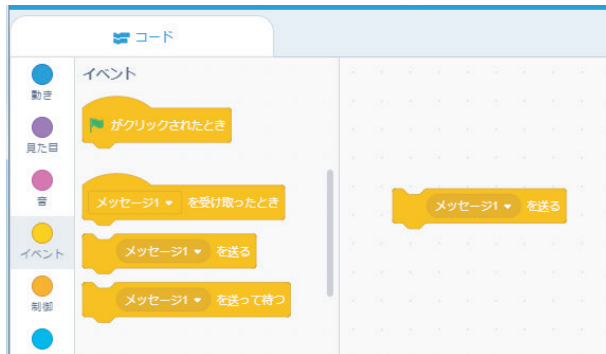 コード
イベント
動き
がクリックされたとき
見た目
音
メッセージ1 を受け取ったとき
メッセージ1 を送る
イベント
メッセージ1 を送る
制御
メッセージ1 を送って待つ